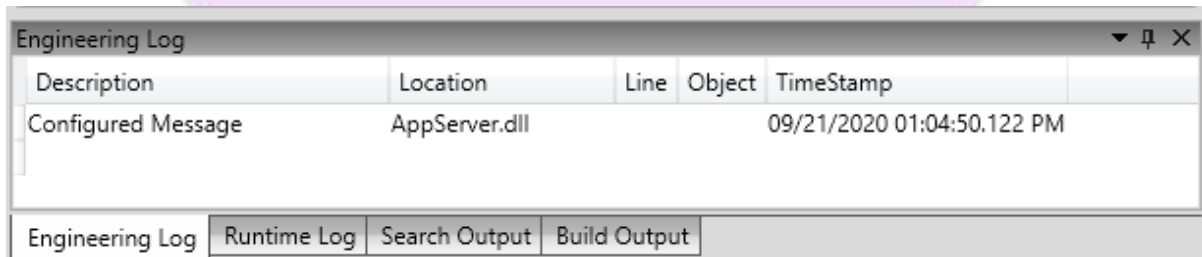 Engineering Log
Description Location Line Object TimeStamp
Configured Message AppServer.dll 09/21/2020 01:04:50.122 PM
Engineering Log Runtime Log Search Output Build Output